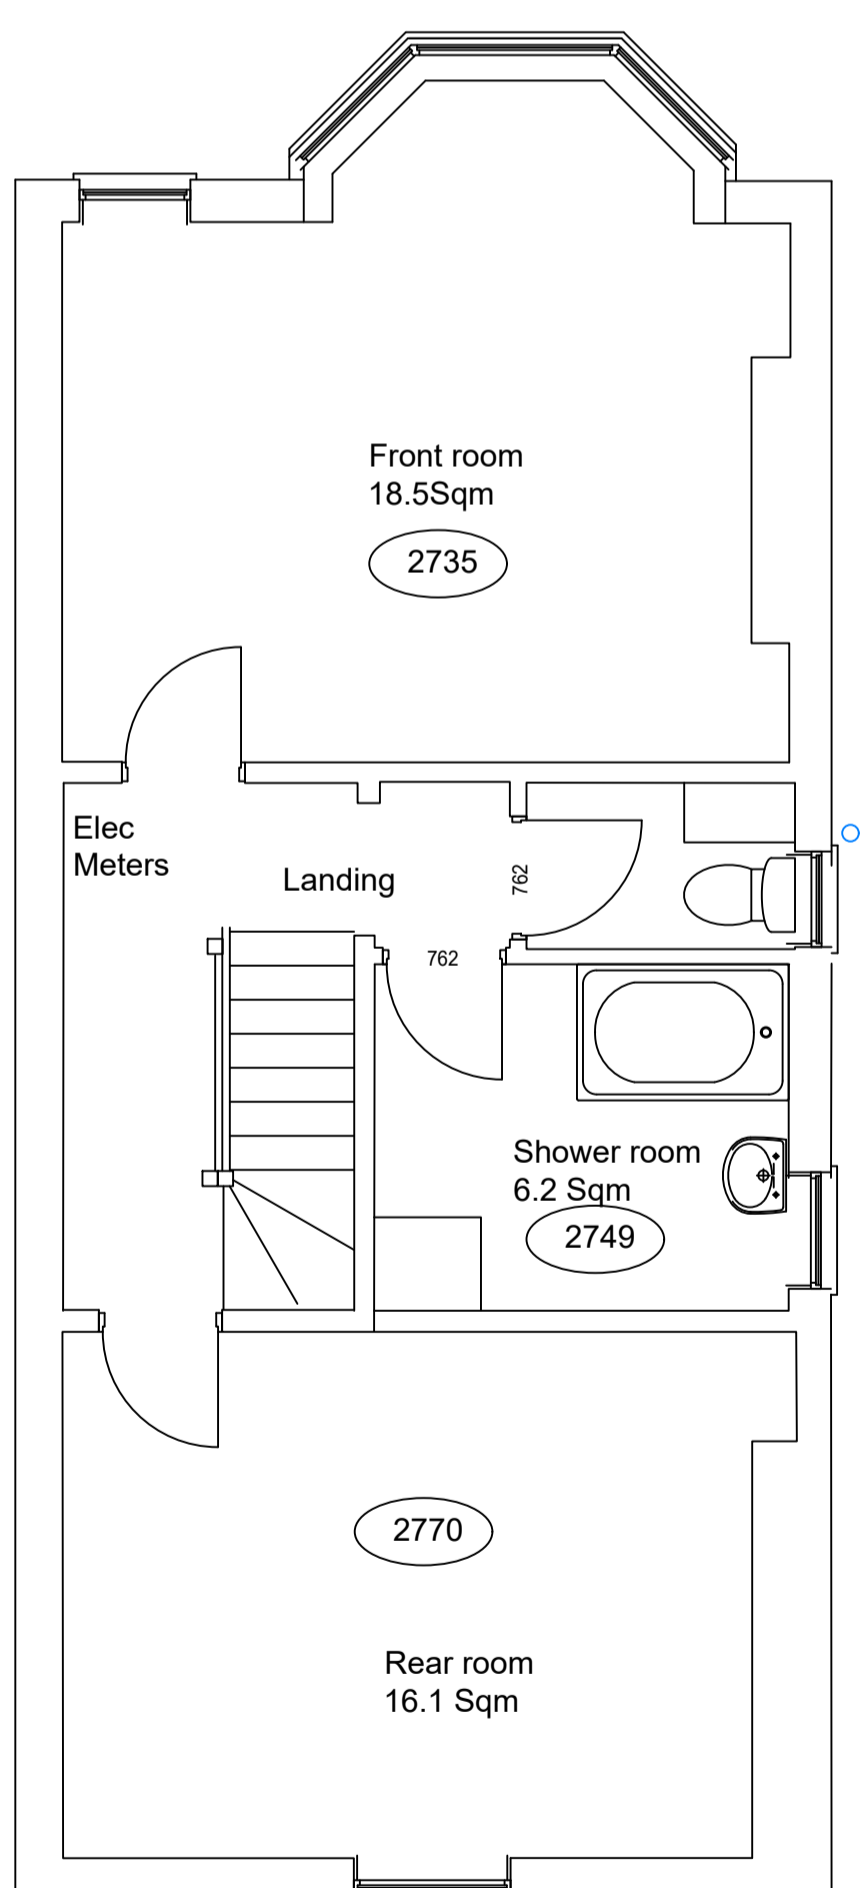 Front room
18.5Sqm
2735
Elec
Meters
Landing
762
762
Shower room
6.2 Sqm
2749
2770
Rear room
16.1 Sqm